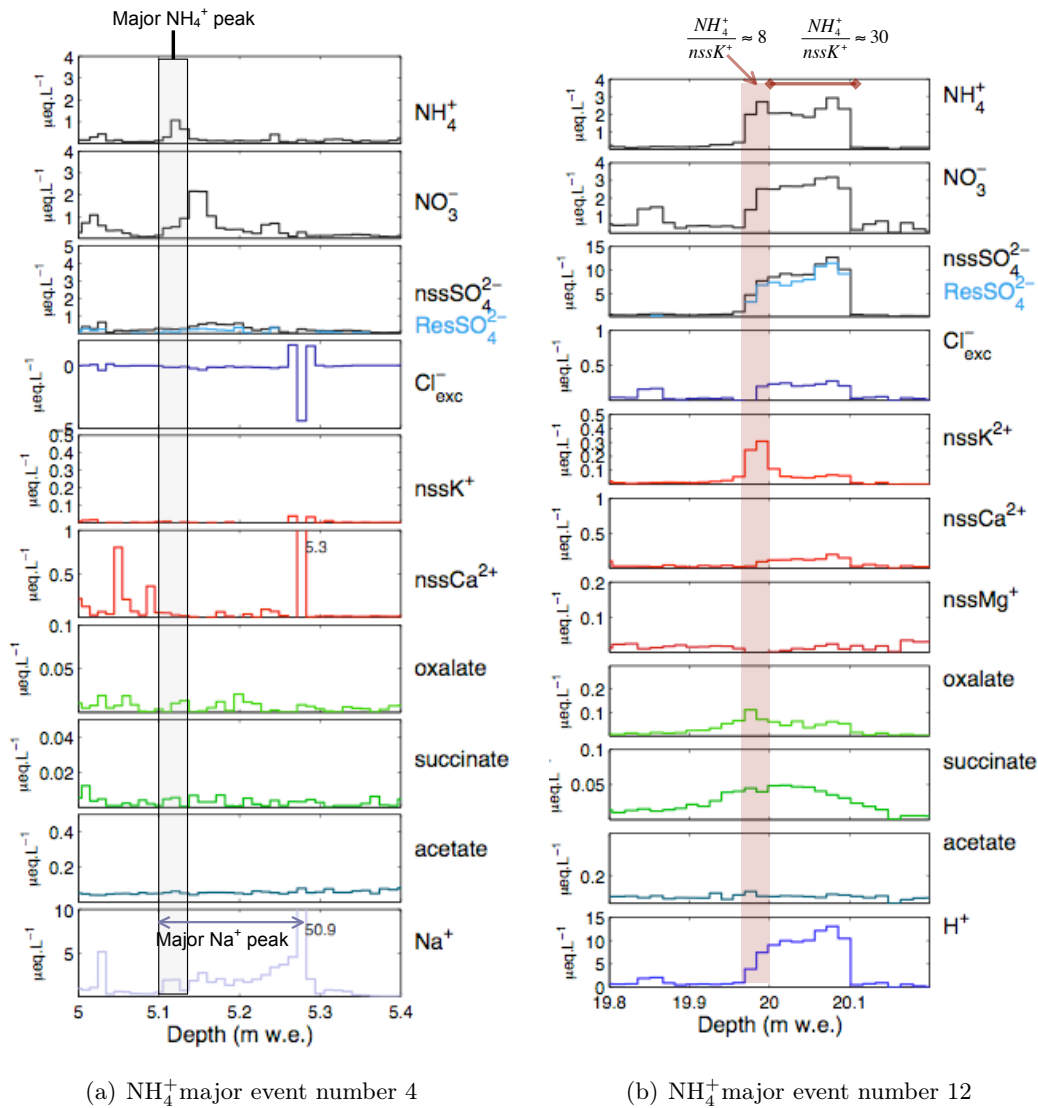 Major NH₄⁺ peak
NH₄⁺/nssK⁺ ≈ 8
NH₄⁺/nssK⁺ ≈ 30
4
3
2
1
µeq.L⁻¹
NH₄⁺
4
3
2
1
µeq.L⁻¹
NO₃⁻
5
4
3
2
1
µeq.L⁻¹
nssSO₄²⁻
ResSO₄²⁻
0
-5
µeq.L⁻¹
Cl⁻exc
0.5
0.4
0.3
0.2
0.1
µeq.L⁻¹
nssK⁺
1
0.5
µeq.L⁻¹
5.3
nssCa²⁺
0.1
0.05
µeq.L⁻¹
oxalate
0.04
0.02
µeq.L⁻¹
succinate
0.4
0.2
µeq.L⁻¹
acetate
10
5
µeq.L⁻¹
Major Na⁺ peak
50.9
Na⁺
5 5.1 5.2 5.3 5.4
Depth (m w.e.)
(a) NH₄⁺major event number 4
4
3
2
1
µeq.L⁻¹
NH₄⁺
4
3
2
1
µeq.L⁻¹
NO₃⁻
15
10
5
µeq.L⁻¹
nssSO₄²⁻
ResSO₄²⁻
1
0.5
0
µeq.L⁻¹
Cl⁻exc
0.5
0.4
0.3
0.2
0.1
µeq.L⁻¹
nssK²⁺
1
0.5
0
µeq.L⁻¹
nssCa²⁺
0.2
0.1
0
µeq.L⁻¹
nssMg⁺
0.2
0.1
µeq.L⁻¹
oxalate
0.1
0.05
µeq.L⁻¹
succinate
0.2
µeq.L⁻¹
acetate
15
10
5
0
µeq.L⁻¹
H⁺
19.8 19.9 20 20.1
Depth (m w.e.)
(b) NH₄⁺major event number 12